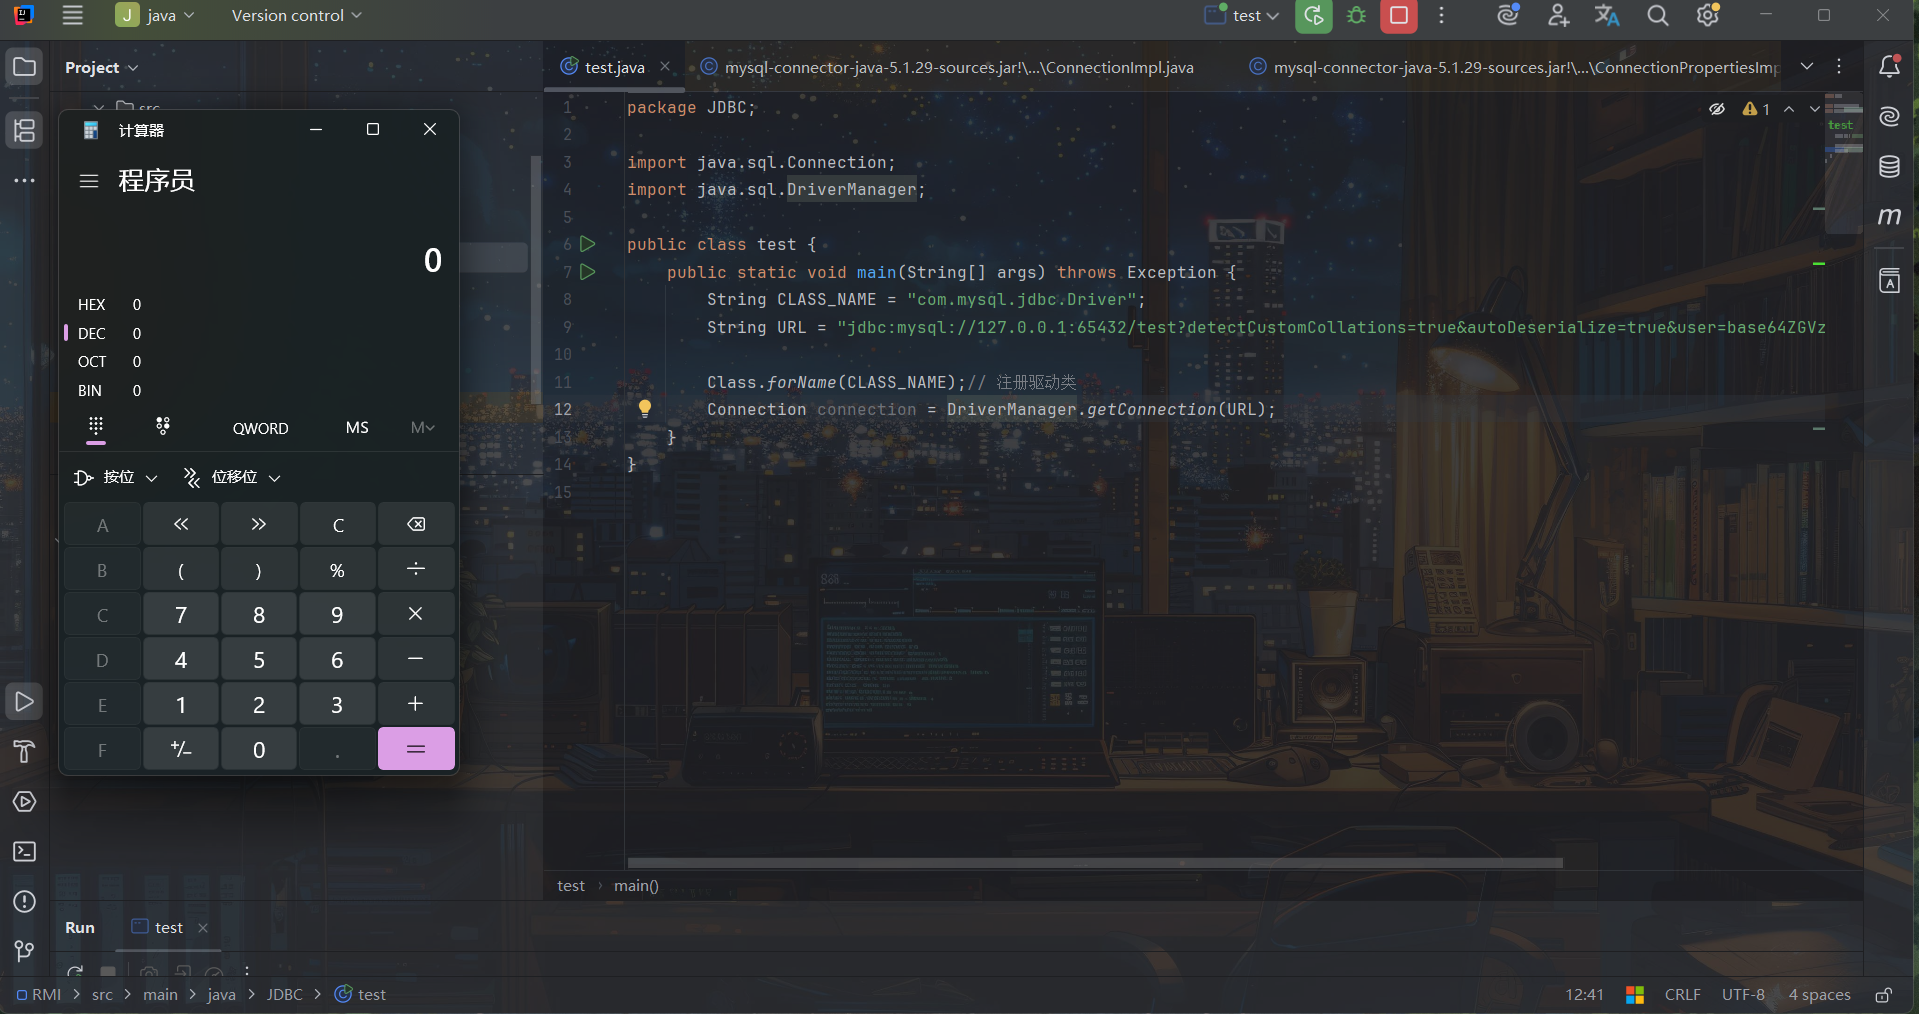 java
Version control
test
Project
test.java
mysql-connector-java-5.1.29-sources.jar!\...\ConnectionImpl.java
mysql-connector-java-5.1.29-sources.jar!\...\ConnectionPropertiesImp
src
计算器
程序员
0
HEX 0
DEC 0
OCT 0
BIN 0
QWORD MS M
按位 位移位
A « » C
B ( ) % ÷
C 7 8 9 ×
D 4 5 6 −
E 1 2 3 +
F +/− 0 . =
1 package JDBC;
2
3 import java.sql.Connection;
4 import java.sql.DriverManager;
5
6 public class test {
7 public static void main(String[] args) throws Exception {
8 String CLASS_NAME = "com.mysql.jdbc.Driver";
9 String URL = "jdbc:mysql://127.0.0.1:65432/test?detectCustomCollations=true&autoDeserialize=true&user=base64ZGVz
10
11 Class.forName(CLASS_NAME);// 注册驱动类
12 Connection connection = DriverManager.getConnection(URL);
13 }
14 }
15
1
test
test › main()
Run test
RMI > src > main > java > JDBC > test
12:41 CRLF UTF-8 4 spaces